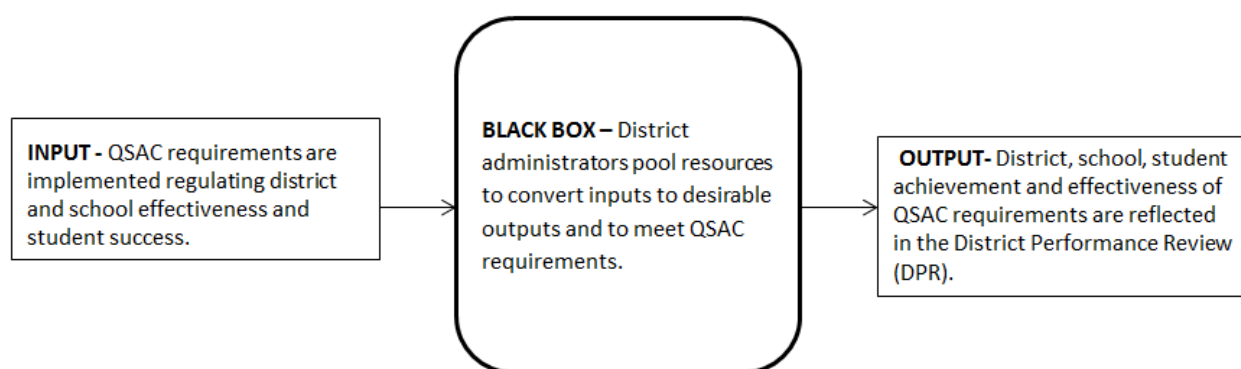 INPUT - QSAC requirements are
implemented regulating district
and school effectiveness and
student success.
BLACK BOX – District
administrators pool resources
to convert inputs to desirable
outputs and to meet QSAC
requirements.
OUTPUT- District, school, student
achievement and effectiveness of
QSAC requirements are reflected
in the District Performance Review
(DPR).